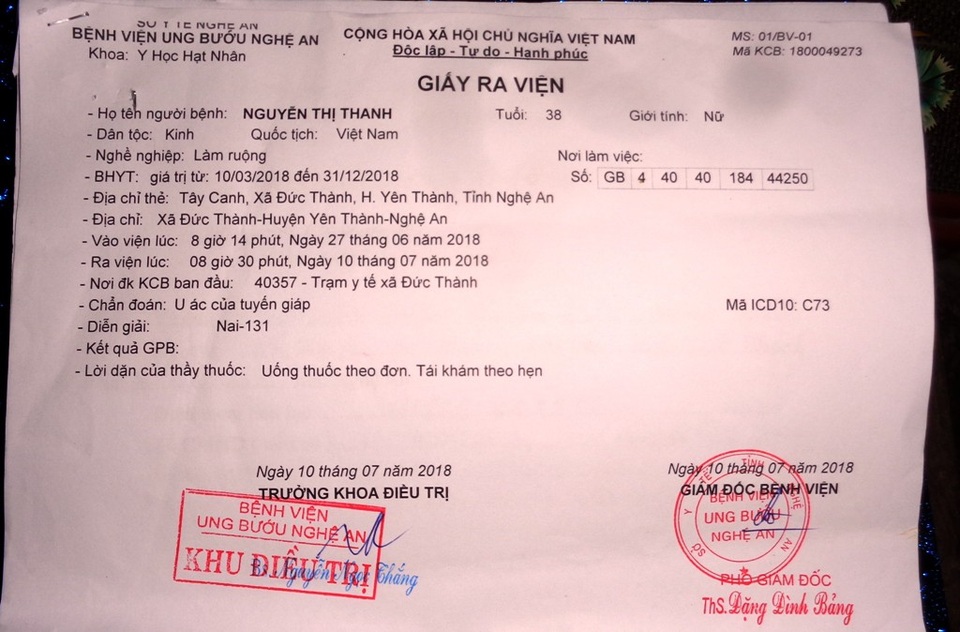 SỞ Y TẾ NGHỆ AN
BỆNH VIỆN UNG BƯỚU NGHỆ AN
Khoa: Y Học Hạt Nhân
CỘNG HÒA XÃ HỘI CHỦ NGHĨA VIỆT NAM
Độc lập - Tự do - Hạnh phúc
MS: 01/BV-01
Mã KCB: 1800049273
GIẤY RA VIỆN
- Họ tên người bệnh: NGUYỄN THỊ THANH Tuổi: 38 Giới tính: Nữ
- Dân tộc: Kinh Quốc tịch: Việt Nam
- Nghề nghiệp: Làm ruộng Nơi làm việc:
- BHYT: giá trị từ: 10/03/2018 đến 31/12/2018 Số: GB 4 40 40 184 44250
- Địa chỉ thẻ: Tây Canh, Xã Đức Thành, H. Yên Thành, Tỉnh Nghệ An
- Địa chỉ: Xã Đức Thành-Huyện Yên Thành-Nghệ An
- Vào viện lúc: 8 giờ 14 phút, Ngày 27 tháng 06 năm 2018
- Ra viện lúc: 08 giờ 30 phút, Ngày 10 tháng 07 năm 2018
- Nơi đk KCB ban đầu: 40357 - Trạm y tế xã Đức Thành
- Chẩn đoán: U ác của tuyến giáp Mã ICD10: C73
- Diễn giải: Nai-131
- Kết quả GPB:
- Lời dặn của thầy thuốc: Uống thuốc theo đơn. Tái khám theo hẹn
Ngày 10 tháng 07 năm 2018
TRƯỞNG KHOA ĐIỀU TRỊ
BỆNH VIỆN
UNG BƯỚU NGHỆ AN
KHU ĐIỀU TRỊ
Bs Nguyễn Ngọc Thắng
Ngày 10 tháng 07 năm 2018
GIÁM ĐỐC BỆNH VIỆN
SỞ Y TẾ TỈNH NGHỆ AN
BỆNH VIỆN
UNG BƯỚU
NGHỆ AN
PHÓ GIÁM ĐỐC
ThS. Đặng Đình Bảng